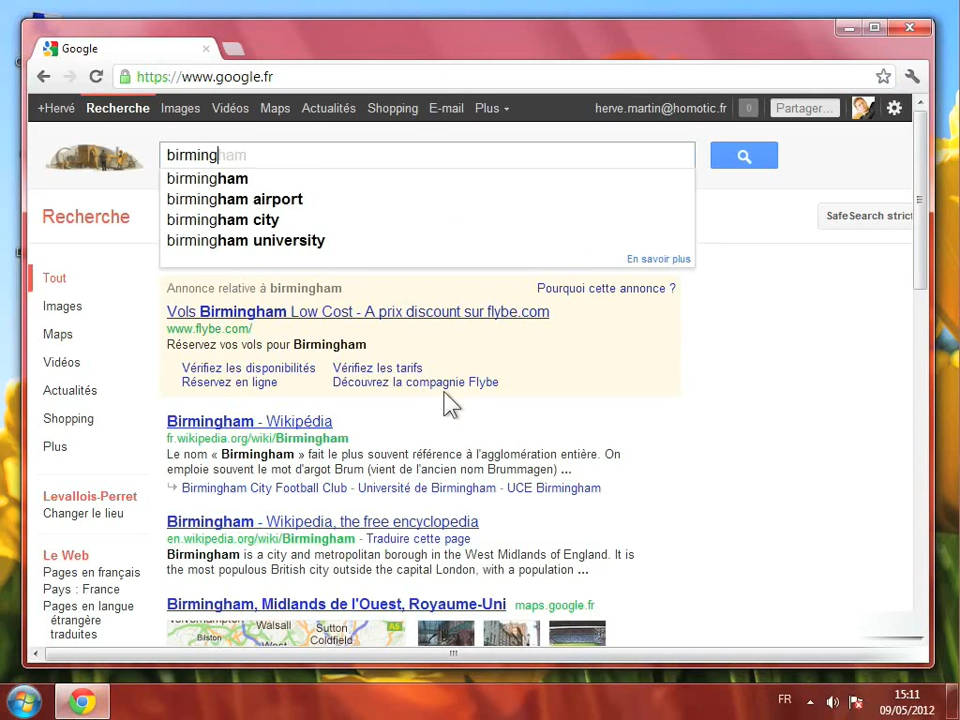 Google
https://www.google.fr
+Hervé Recherche Images Vidéos Maps Actualités Shopping E-mail Plus herve.martin@homotic.fr 0 Partager...
birmingham
birmingham
birmingham airport
birmingham city
birmingham university
En savoir plus
Recherche
SafeSearch strict
Tout
Images
Maps
Vidéos
Actualités
Shopping
Plus
Levallois-Perret
Changer le lieu
Le Web
Pages en français
Pays : France
Pages en langue
étrangère
traduites
Annonce relative à birmingham Pourquoi cette annonce ?
Vols Birmingham Low Cost - A prix discount sur flybe.com
www.flybe.com/
Réservez vos vols pour Birmingham
Vérifiez les disponibilités Vérifiez les tarifs
Réservez en ligne Découvrez la compagnie Flybe
Birmingham - Wikipédia
fr.wikipedia.org/wiki/Birmingham
Le nom « Birmingham » fait le plus souvent référence à l'agglomération entière. On
emploie souvent le mot d'argot Brum (vient de l'ancien nom Brummagen) ...
Birmingham City Football Club - Université de Birmingham - UCE Birmingham
Birmingham - Wikipedia, the free encyclopedia
en.wikipedia.org/wiki/Birmingham - Traduire cette page
Birmingham is a city and metropolitan borough in the West Midlands of England. It is
the most populous British city outside the capital London, with a population ...
Birmingham, Midlands de l'Ouest, Royaume-Uni maps.google.fr
Walsall
Bilston
Sutton
Coldfield
A5
FR
15:11
09/05/2012